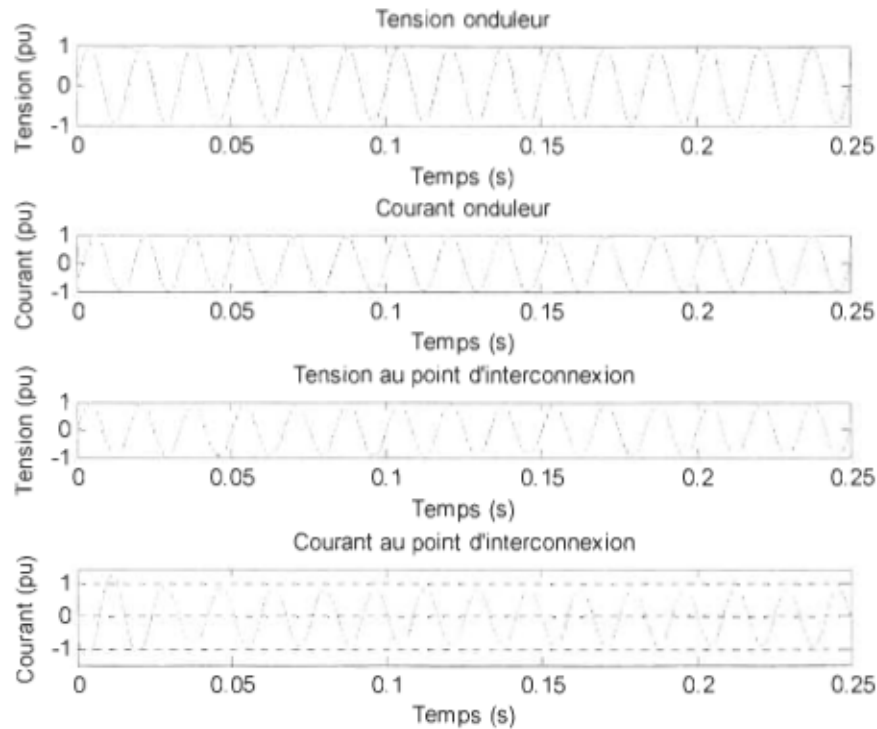 Tension onduleur
Tension (pu)
1
0
-1
0 0.05 0.1 0.15 0.2 0.25
Temps (s)
Courant onduleur
Courant (pu)
1
0
-1
0 0.05 0.1 0.15 0.2 0.25
Temps (s)
Tension au point d'interconnexion
Tension (pu)
1
0
-1
0 0.05 0.1 0.15 0.2 0.25
Temps (s)
Courant au point d'interconnexion
Courant (pu)
1
0
-1
0 0.05 0.1 0.15 0.2 0.25
Temps (s)